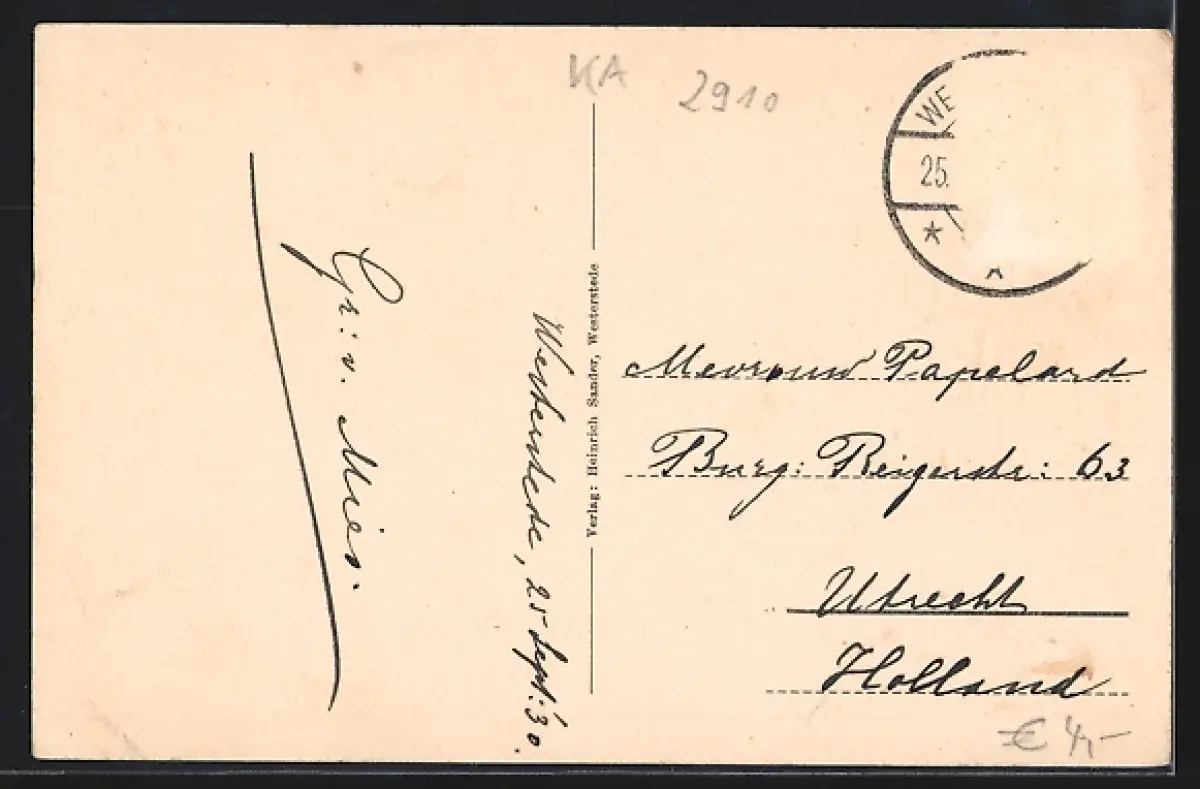 KA 2910
WE
25.
Gr: v. Mies.
Westerstede, 25 Sept: 30.
Verlag: Heinrich Sander, Westerstede
Mevrouw Papelard
Burg: Reigerstr: 63
Utrecht
Holland
€ 4,-